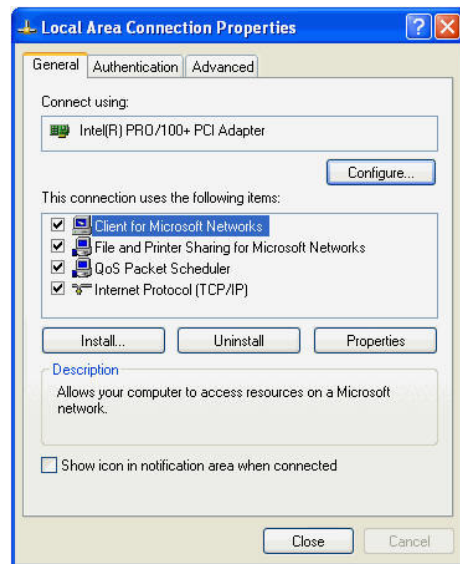 Local Area Connection Properties
General Authentication Advanced
Connect using:
Intel(R) PRO/100+ PCI Adapter
Configure...
This connection uses the following items:
Client for Microsoft Networks
File and Printer Sharing for Microsoft Networks
QoS Packet Scheduler
Internet Protocol (TCP/IP)
Install... Uninstall Properties
Description
Allows your computer to access resources on a Microsoft
network.
Show icon in notification area when connected
Close Cancel